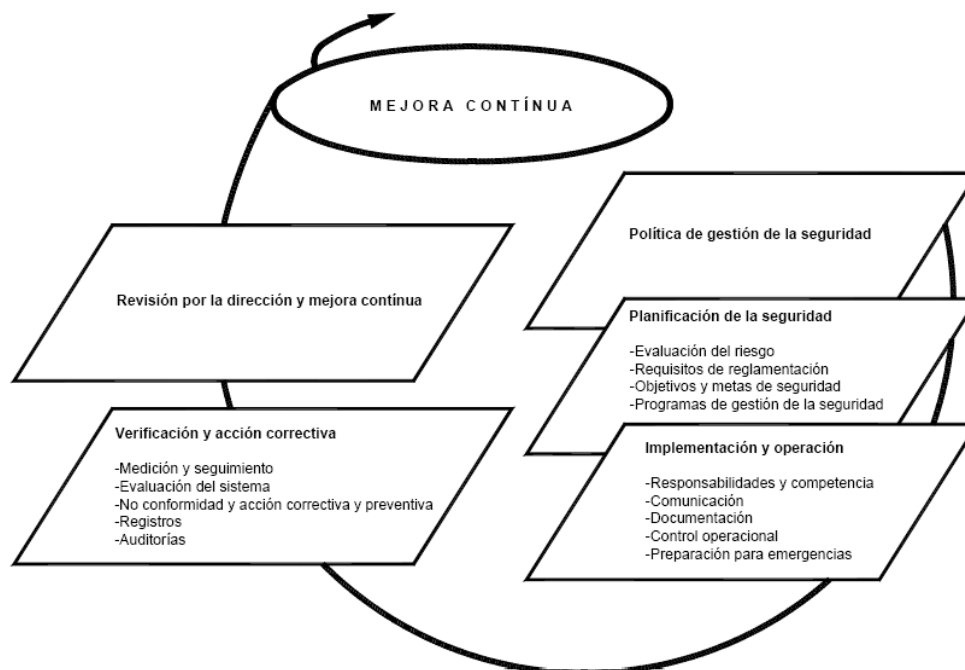 MEJORA CONTÍNUA
Política de gestión de la seguridad
Planificación de la seguridad
-Evaluación del riesgo
-Requisitos de reglamentación
-Objetivos y metas de seguridad
-Programas de gestión de la seguridad
Implementación y operación
-Responsabilidades y competencia
-Comunicación
-Documentación
-Control operacional
-Preparación para emergencias
Verificación y acción correctiva
-Medición y seguimiento
-Evaluación del sistema
-No conformidad y acción correctiva y preventiva
-Registros
-Auditorías
Revisión por la dirección y mejora contínua